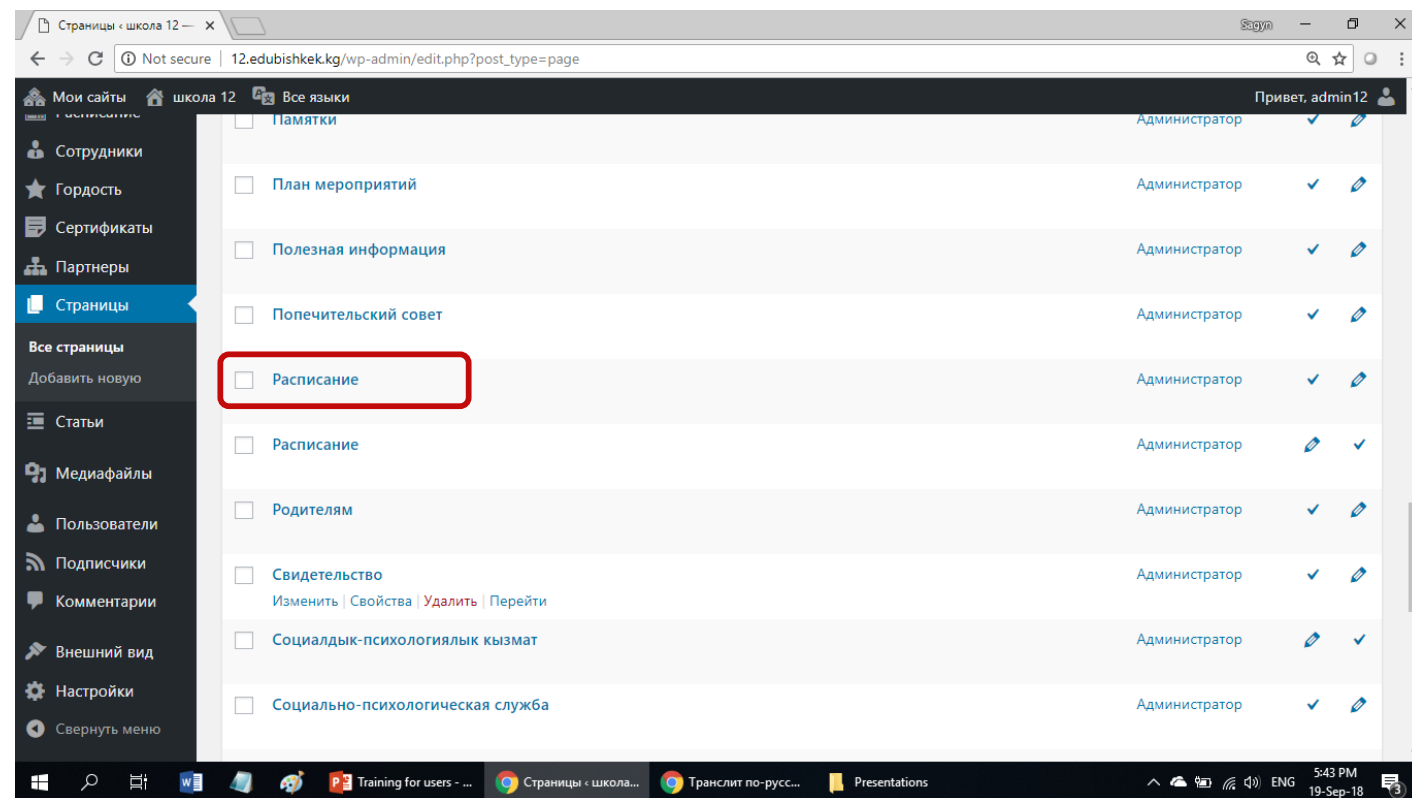 Страницы ‹ школа 12 —
Sagyn
Not secure
12.edubishkek.kg/wp-admin/edit.php?post_type=page
Мои сайты
школа 12
Все языки
Привет, admin12
Расписание
Памятки
Администратор
Сотрудники
План мероприятий
Администратор
Гордость
Сертификаты
Полезная информация
Администратор
Партнеры
Страницы
Попечительский совет
Администратор
Все страницы
Добавить новую
Расписание
Администратор
Статьи
Расписание
Администратор
Медиафайлы
Родителям
Администратор
Пользователи
Подписчики
Свидетельство
Администратор
Изменить | Свойства | Удалить | Перейти
Комментарии
Социалдык-психологиялык кызмат
Администратор
Внешний вид
Настройки
Социально-психологическая служба
Администратор
Свернуть меню
Training for users - ...
Страницы ‹ школа...
Транслит по-русс...
Presentations
ENG
5:43 PM
19-Sep-18
3